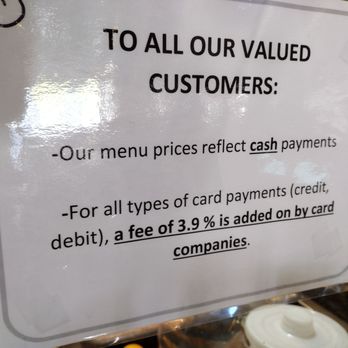 TO ALL OUR VALUED
CUSTOMERS:
-Our menu prices reflect cash payments
-For all types of card payments (credit,
debit), a fee of 3.9 % is added on by card
companies.